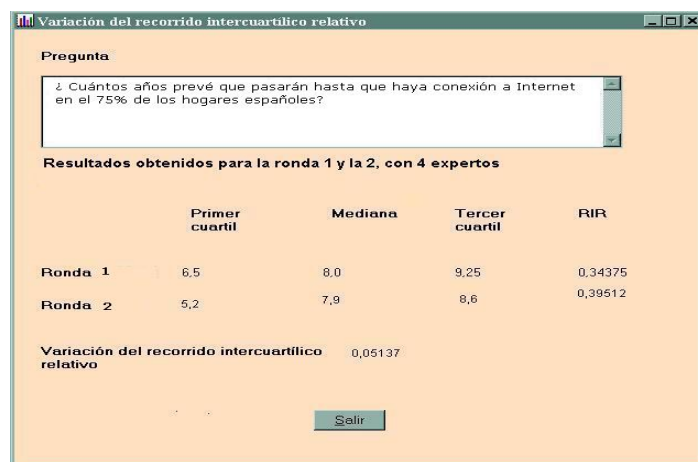 Variación del recorrido intercuartílico relativo
Pregunta
¿ Cuántos años prevé que pasarán hasta que haya conexión a Internet
en el 75% de los hogares españoles?
Resultados obtenidos para la ronda 1 y la 2, con 4 expertos
Primer cuartil Mediana Tercer cuartil RIR
Ronda 1 6,5 8,0 9,25 0,34375
Ronda 2 5,2 7,9 8,6 0,39512
Variación del recorrido intercuartílico
relativo 0,05137
Salir